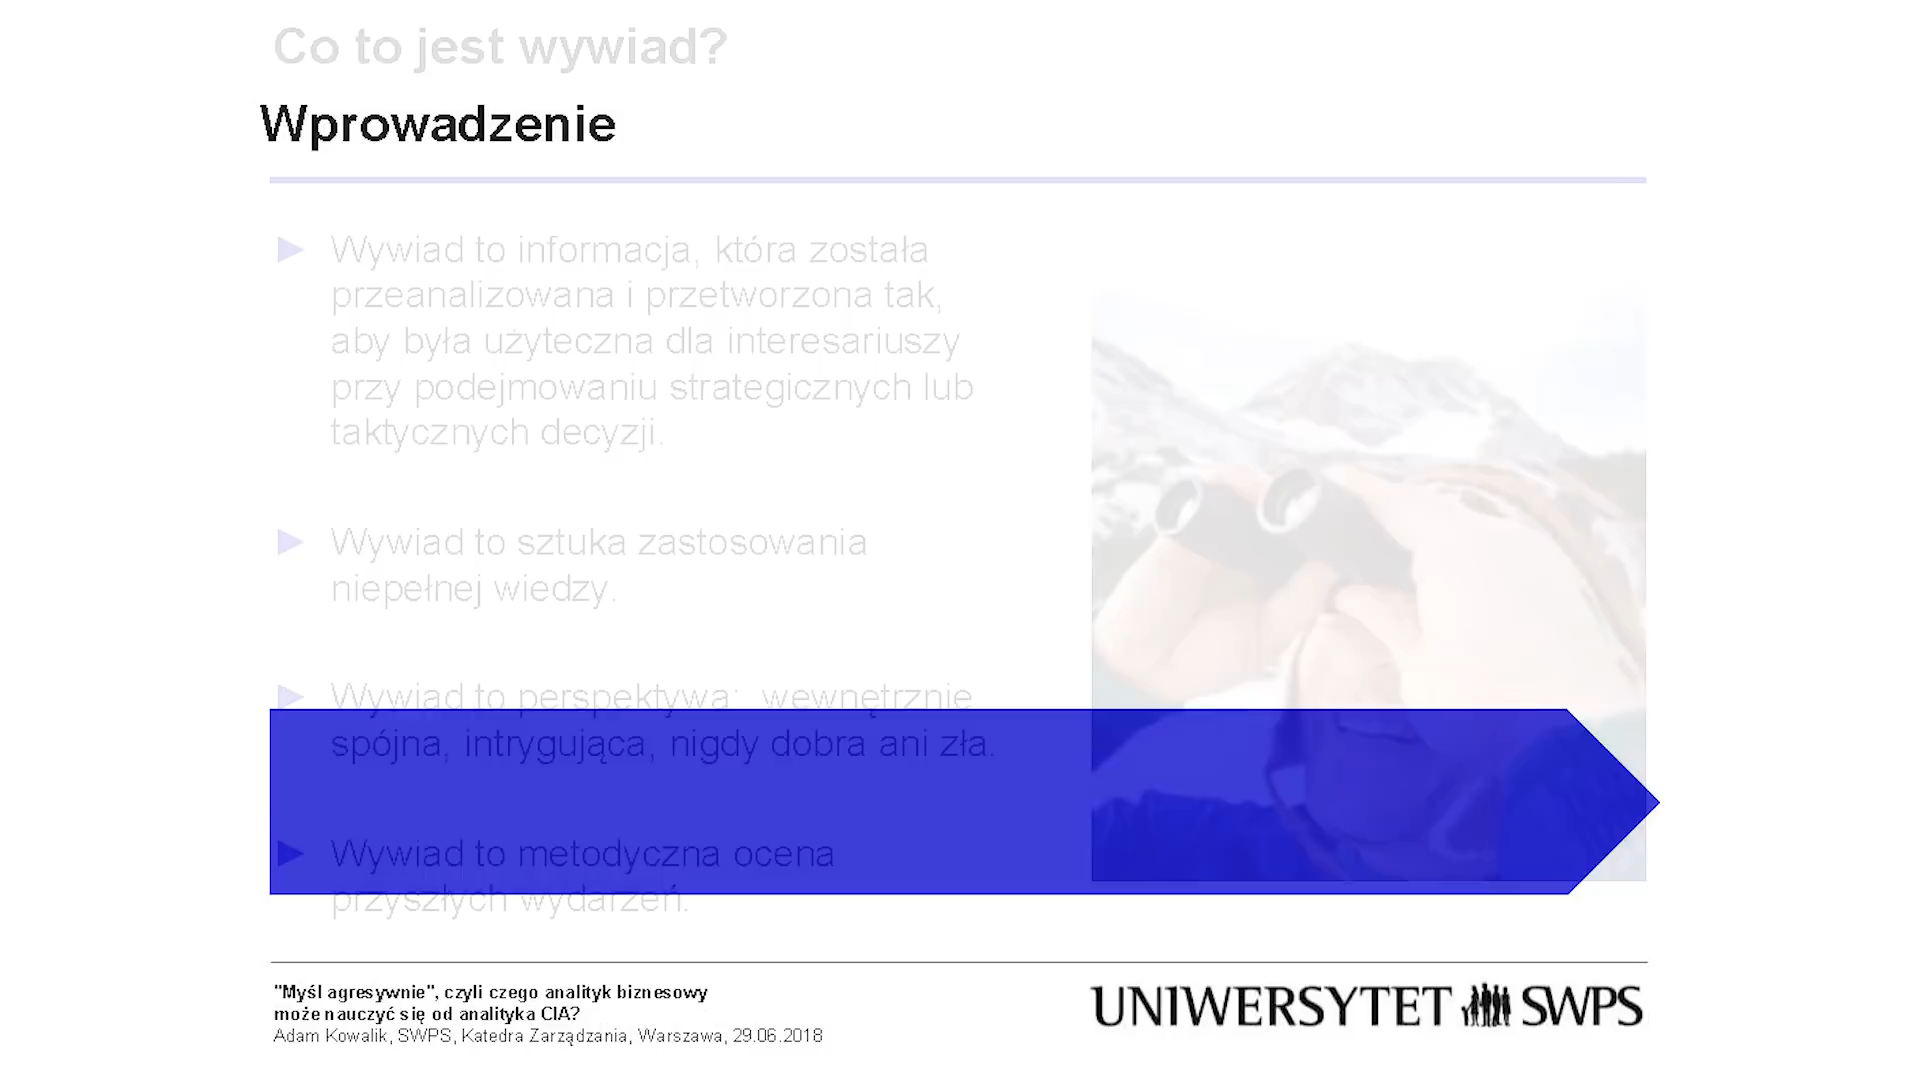 Co to jest wywiad?
Wprowadzenie
Wywiad to informacja, która została
przeanalizowana i przetworzona tak,
aby była użyteczna dla interesariuszy
przy podejmowaniu strategicznych lub
taktycznych decyzji.
Wywiad to sztuka zastosowania
niepełnej wiedzy.
Wywiad to perspektywa: wewnętrznie
spójna, intrygująca, nigdy dobra ani zła.
Wywiad to metodyczna ocena
przyszłych wydarzeń.
"Myśl agresywnie", czyli czego analityk biznesowy
może nauczyć się od analityka CIA?
Adam Kowalik, SWPS, Katedra Zarządzania, Warszawa, 29.06.2018
UNIWERSYTET SWPS